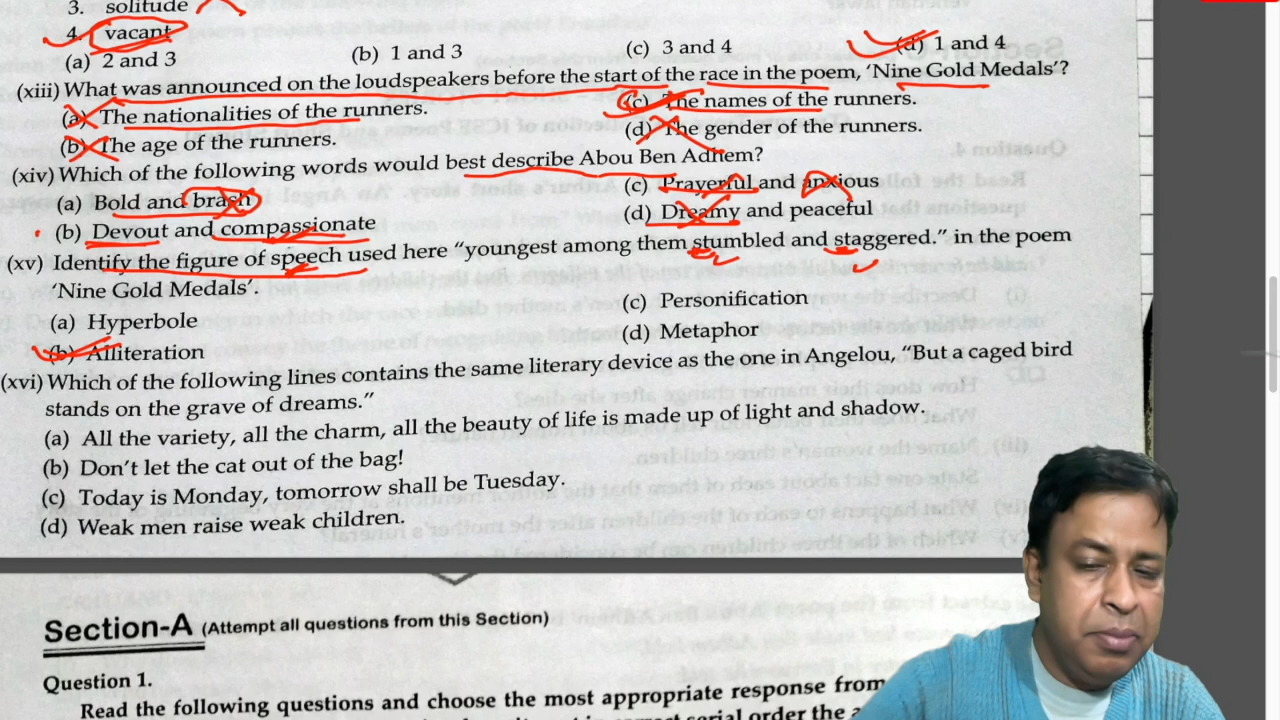 3. solitude
4. vacant
(a) 2 and 3 (b) 1 and 3 (c) 3 and 4 (d) 1 and 4
(xiii) What was announced on the loudspeakers before the start of the race in the poem, ‘Nine Gold Medals’?
(a) The nationalities of the runners. (c) The names of the runners.
(b) The age of the runners. (d) The gender of the runners.
(xiv) Which of the following words would best describe Abou Ben Adhem?
(a) Bold and brash (c) Prayerful and anxious
(b) Devout and compassionate (d) Dreamy and peaceful
(xv) Identify the figure of speech used here “youngest among them stumbled and staggered.” in the poem
‘Nine Gold Medals’.
(a) Hyperbole (c) Personification
(b) Alliteration (d) Metaphor
(xvi) Which of the following lines contains the same literary device as the one in Angelou, “But a caged bird
stands on the grave of dreams.”
(a) All the variety, all the charm, all the beauty of life is made up of light and shadow.
(b) Don’t let the cat out of the bag!
(c) Today is Monday, tomorrow shall be Tuesday.
(d) Weak men raise weak children.
Section-A (Attempt all questions from this Section)
Question 1.
Read the following questions and choose the most appropriate response from